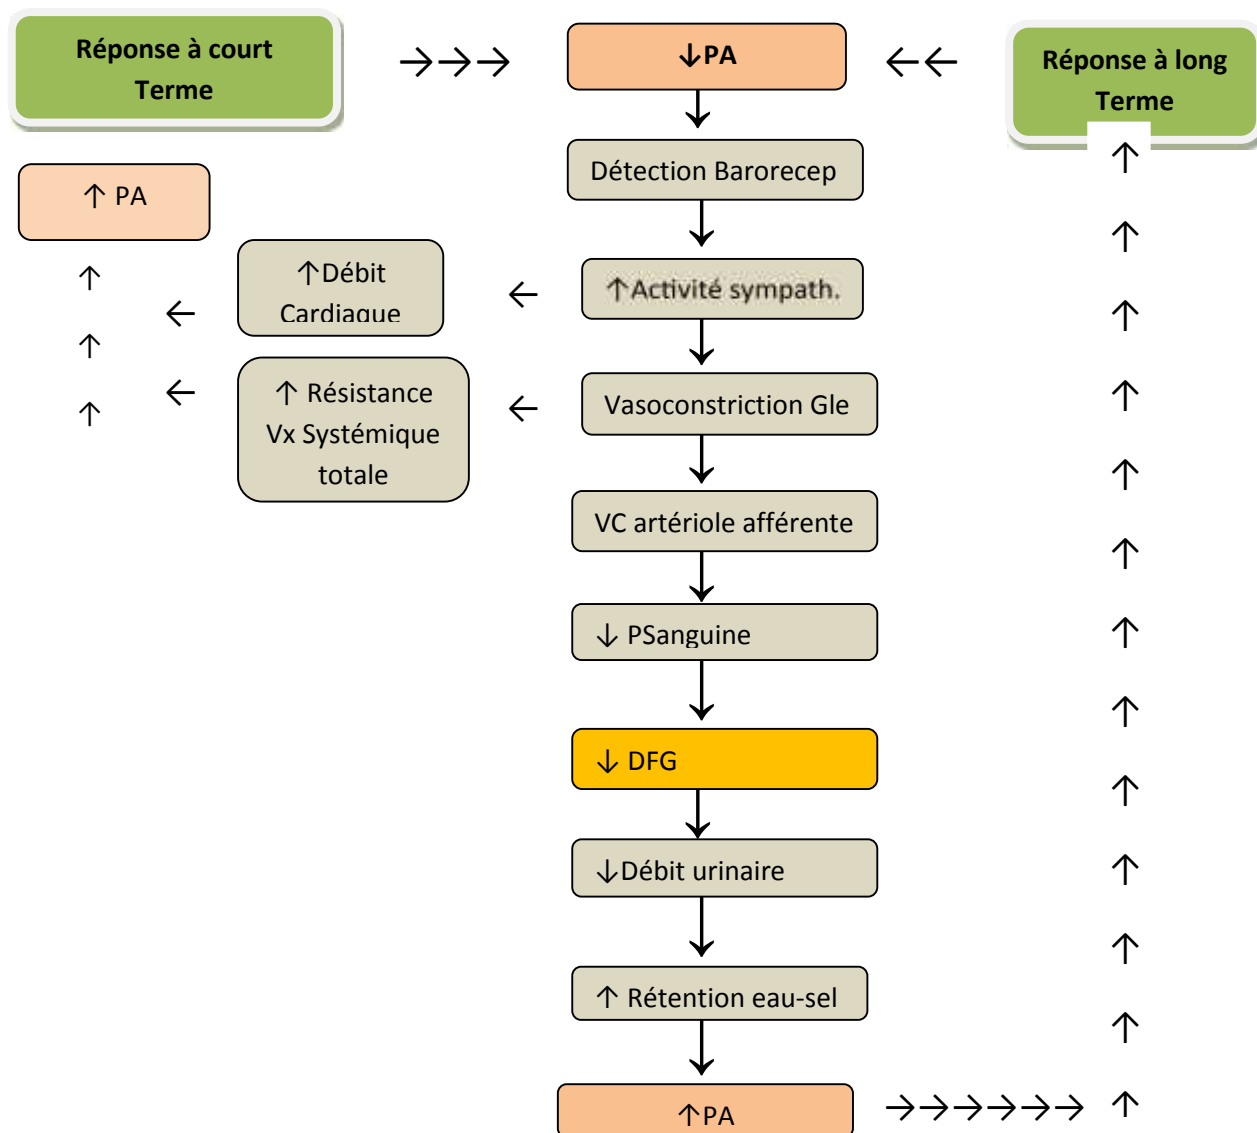 Réponse à court
Terme
→→→
↓PA
←←
Réponse à long
Terme
Détection Barorecep
↑ PA
↑Débit
Cardiaque
←
↑Activité sympath.
↑ Résistance
Vx Systémique
totale
←
Vasoconstriction Gle
VC artériole afférente
↓ PSanguine
↓ DFG
↓Débit urinaire
↑ Rétention eau-sel
↑PA
→→→→→→